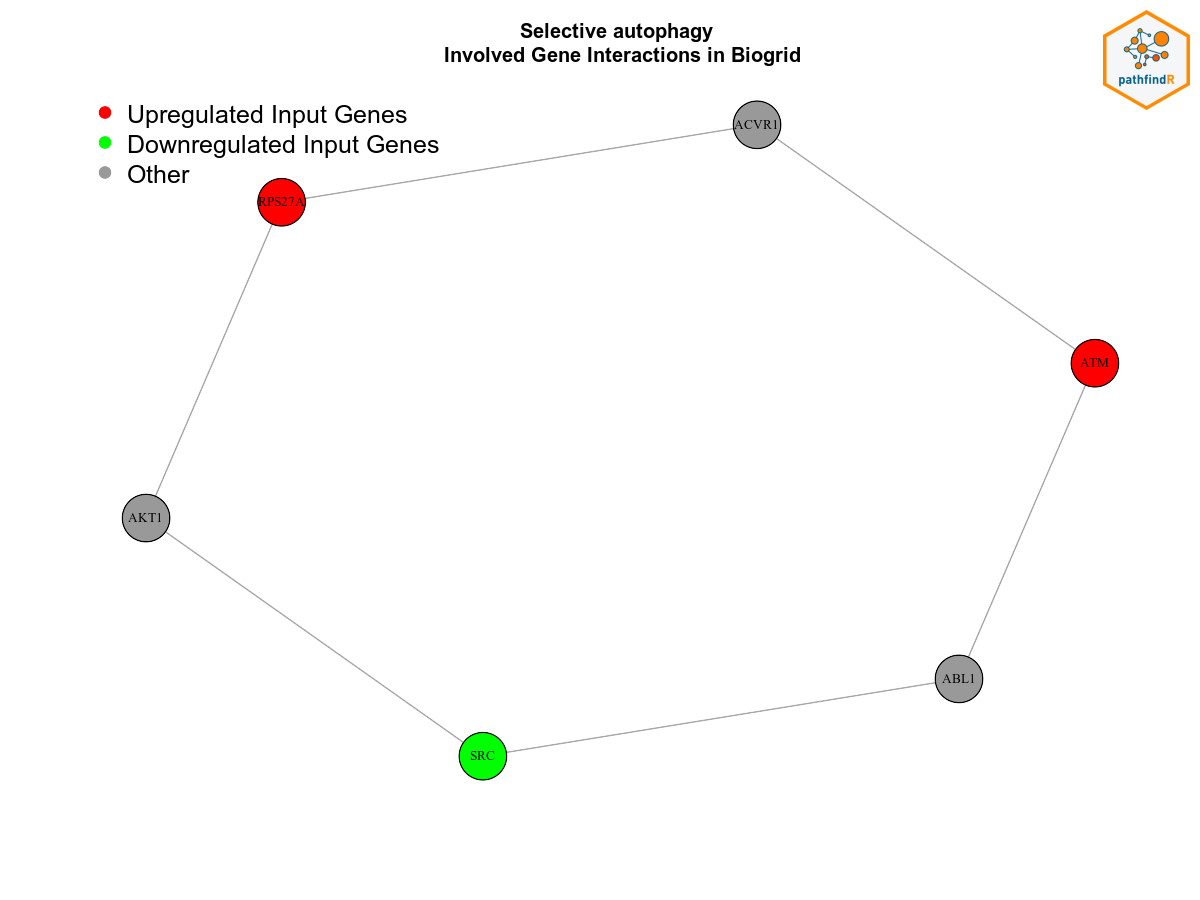 Selective autophagy
Involved Gene Interactions in Biogrid
pathfindR
Upregulated Input Genes
Downregulated Input Genes
Other
ACVR1
RPS27A
ATM
AKT1
ABL1
SRC